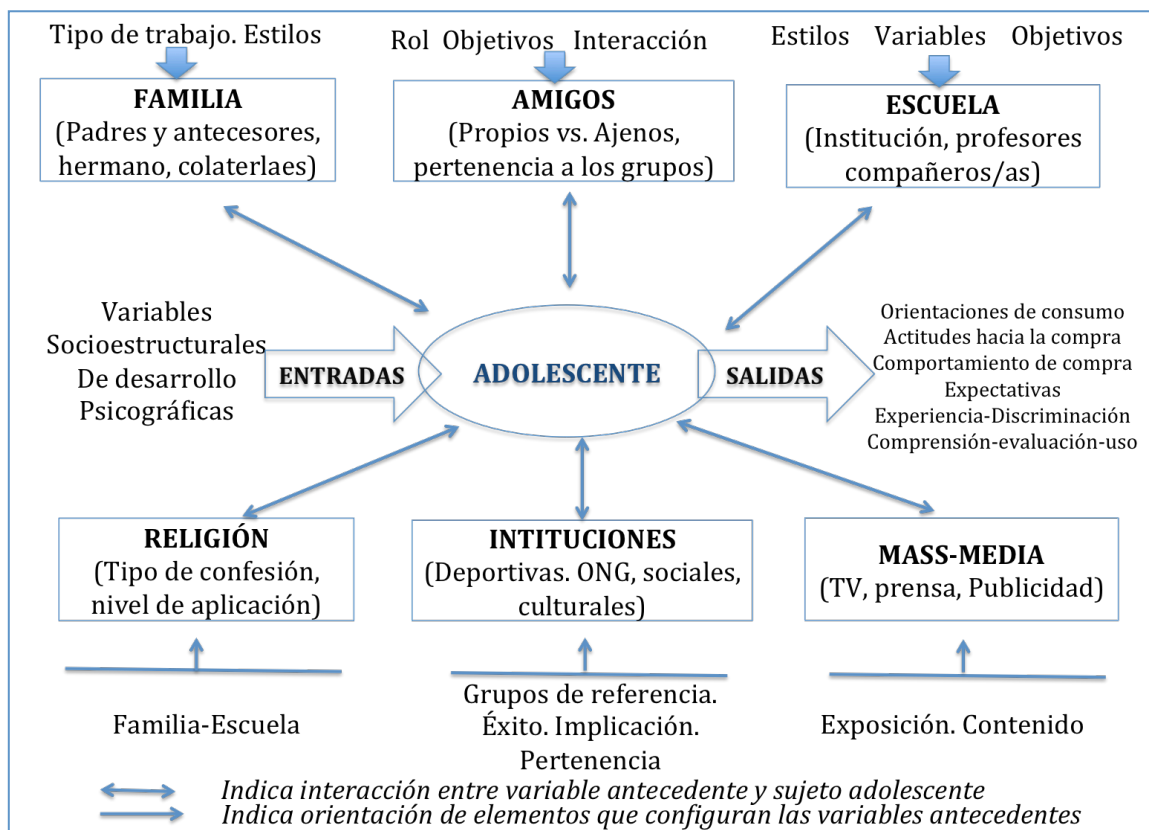 Tipo de trabajo. Estilos
Rol Objetivos Interacción
Estilos Variables Objetivos
FAMILIA
(Padres y antecesores,
hermano, colaterlaes)
AMIGOS
(Propios vs. Ajenos,
pertenencia a los grupos)
ESCUELA
(Institución, profesores
compañeros/as)
Variables
Socioestructurales
De desarrollo
Psicográficas
ENTRADAS
ADOLESCENTE
SALIDAS
Orientaciones de consumo
Actitudes hacia la compra
Comportamiento de compra
Expectativas
Experiencia-Discriminación
Comprensión-evaluación-uso
RELIGIÓN
(Tipo de confesión,
nivel de aplicación)
INTITUCIONES
(Deportivas. ONG, sociales,
culturales)
MASS-MEDIA
(TV, prensa, Publicidad)
Familia-Escuela
Grupos de referencia.
Éxito. Implicación.
Pertenencia
Exposición. Contenido
Indica interacción entre variable antecedente y sujeto adolescente
Indica orientación de elementos que configuran las variables antecedentes